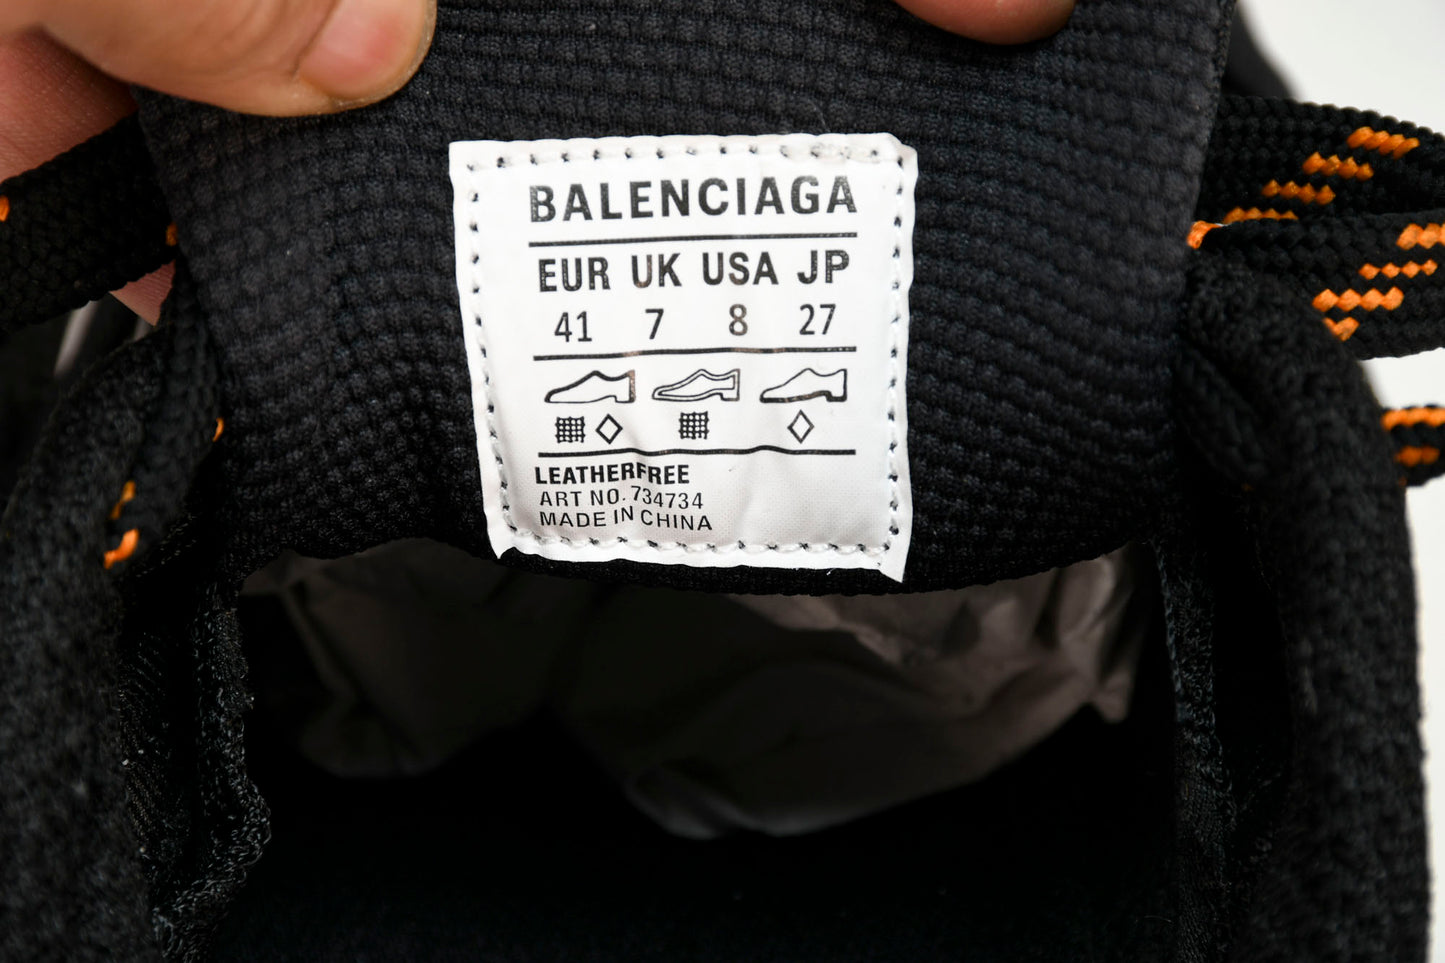 BALENCIAGA
EUR UK USA JP
41 7 8 27
LEATHERFREE
ART NO. 734734
MADE IN CHINA